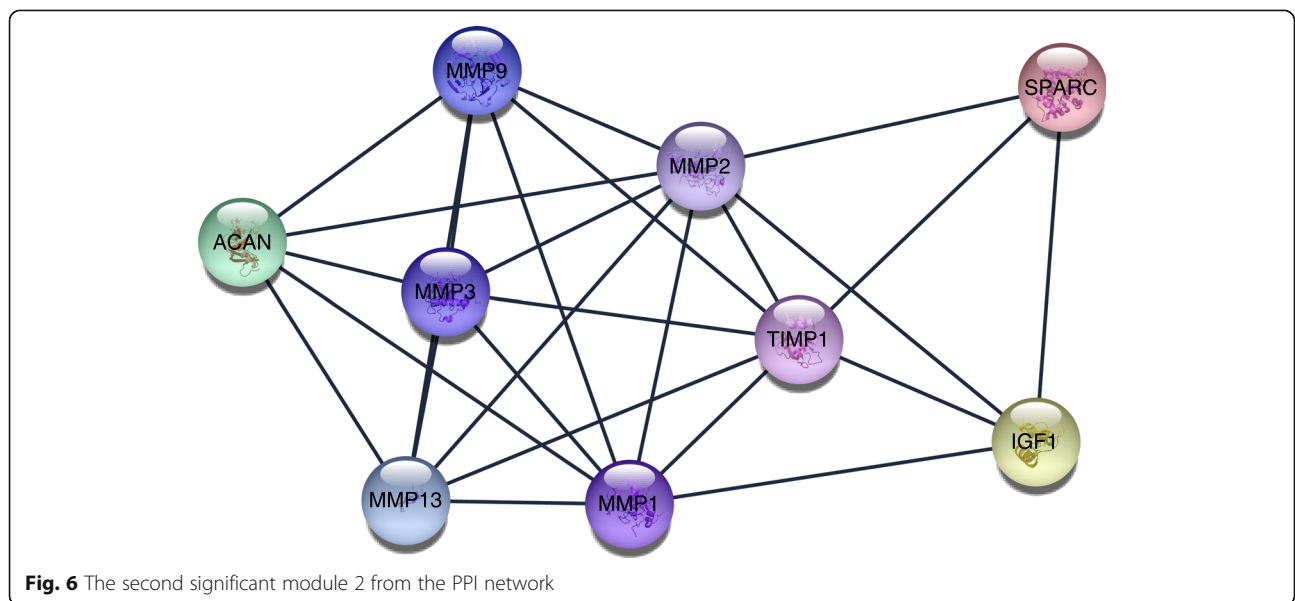 MMP9
SPARC
MMP2
ACAN
MMP3
TIMP1
IGF1
MMP13
MMP1
Fig. 6 The second significant module 2 from the PPI network